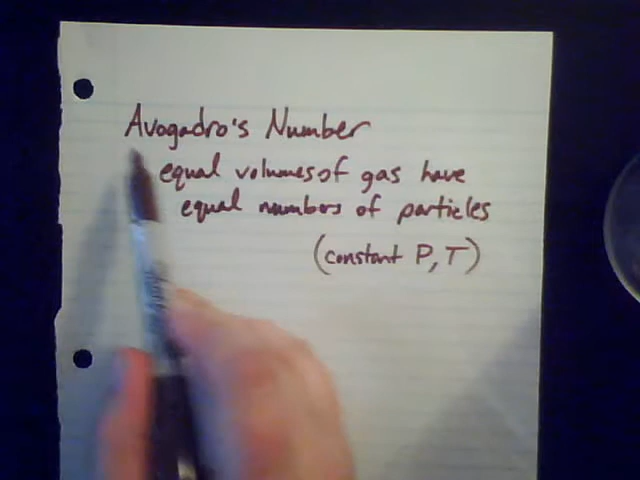 Avogadro's Number
equal volumes of gas have
equal numbers of particles
(constant P, T)